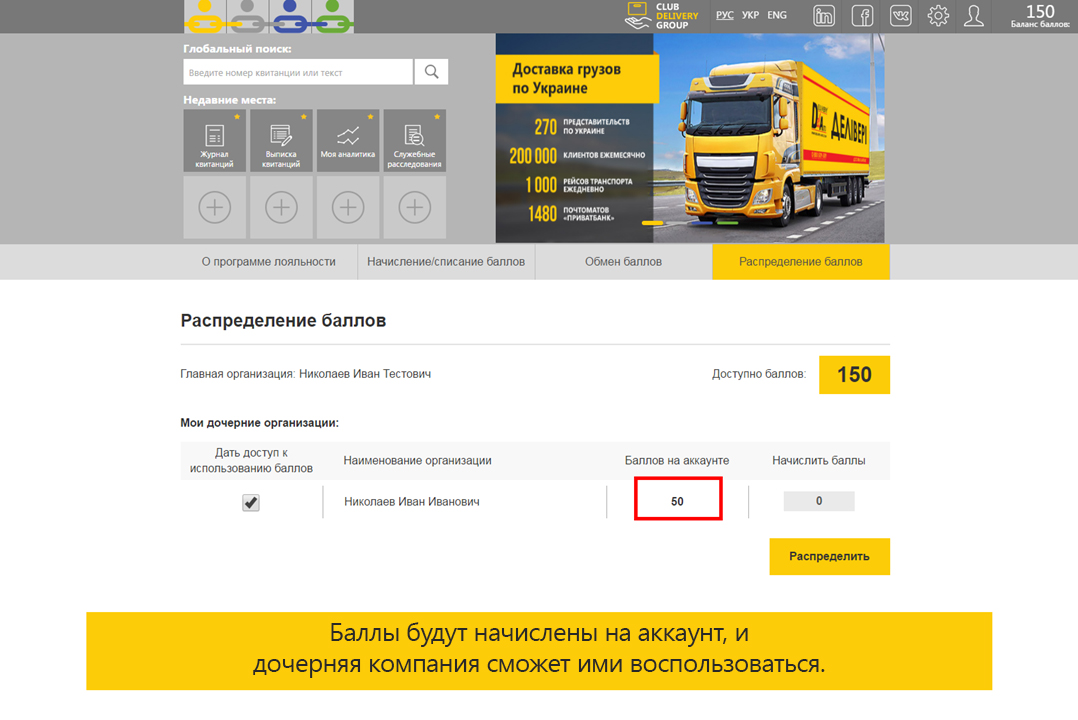 CLUB
DELIVERY
GROUP
РУС УКР ENG
150
Баланс баллов:
Глобальный поиск:
Введите номер квитанции или текст
Недавние места:
Журнал
квитанций
Выписка
квитанций
Моя аналитика
Служебные
расследования
Доставка грузов
по Украине
270 ПРЕДСТАВИТЕЛЬСТВ
ПО УКРАИНЕ
200 000 КЛИЕНТОВ ЕЖЕМЕСЯЧНО
1 000 РЕЙСОВ ТРАНСПОРТА
ЕЖЕДНЕВНО
1480 ПОЧТОМАТОВ
«ПРИВАТБАНК»
ДЕЛІВЕРІ
О программе лояльности
Начисление/списание баллов
Обмен баллов
Распределение баллов
Распределение баллов
Главная организация: Николаев Иван Тестович
Доступно баллов: 150
Мои дочерние организации:
Дать доступ к
использованию баллов
Наименование организации
Баллов на аккаунте
Начислить баллы
Николаев Иван Иванович
50
0
Распределить
Баллы будут начислены на аккаунт, и
дочерняя компания сможет ими воспользоваться.